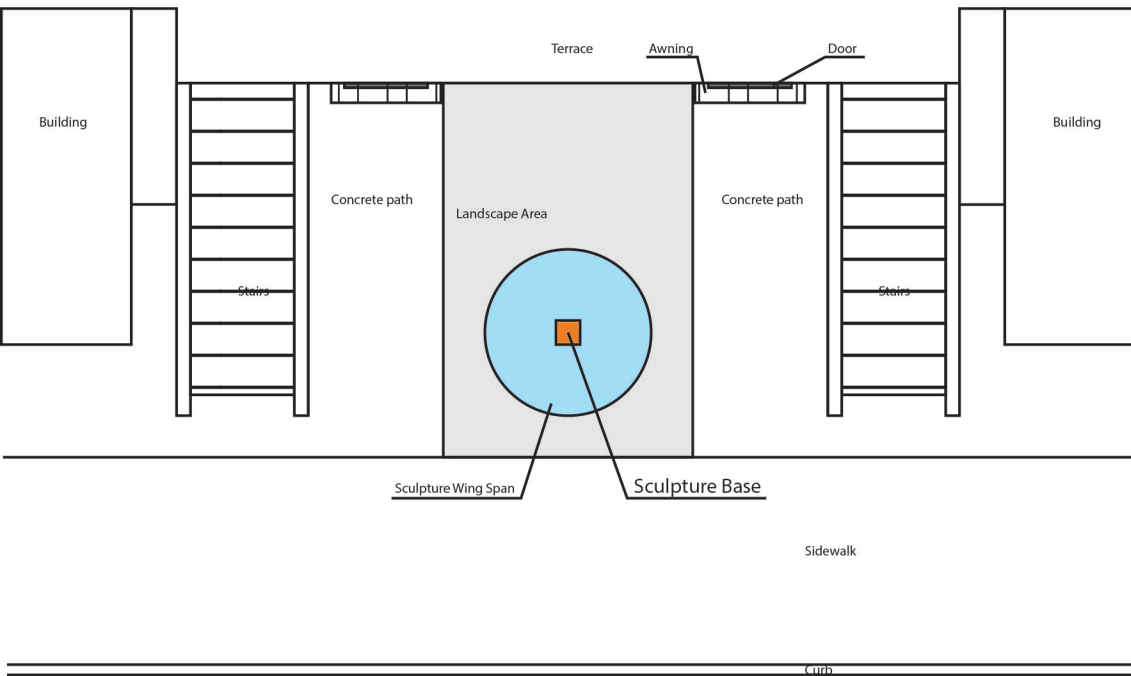 Terrace
Awning
Door
Building
Building
Concrete path
Concrete path
Landscape Area
Stairs
Stairs
Sculpture Wing Span
Sculpture Base
Sidewalk
Curb